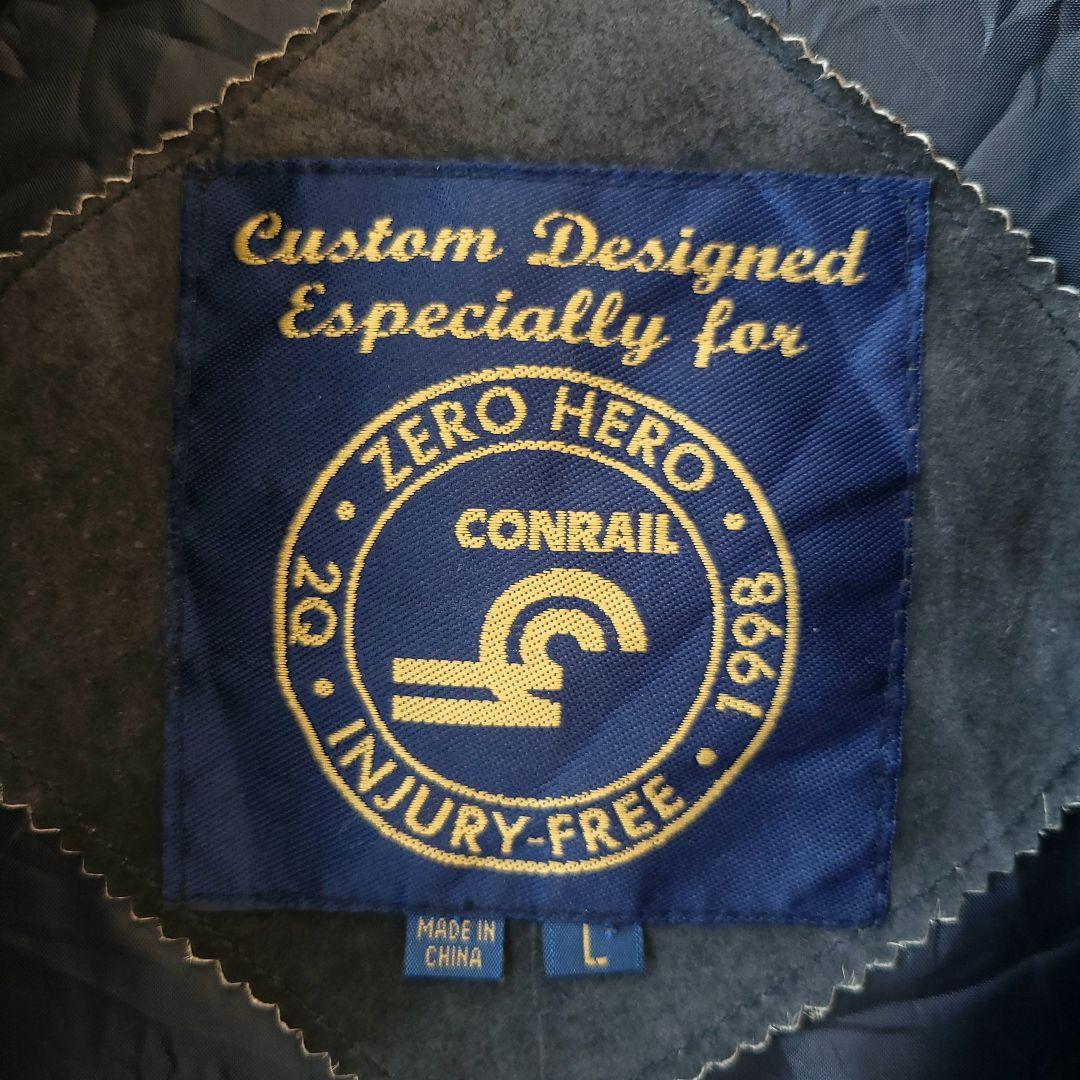 Custom Designed
Especially for
ZERO HERO
CONRAIL
2Q
1998
INJURY-FREE
MADE IN
CHINA
L